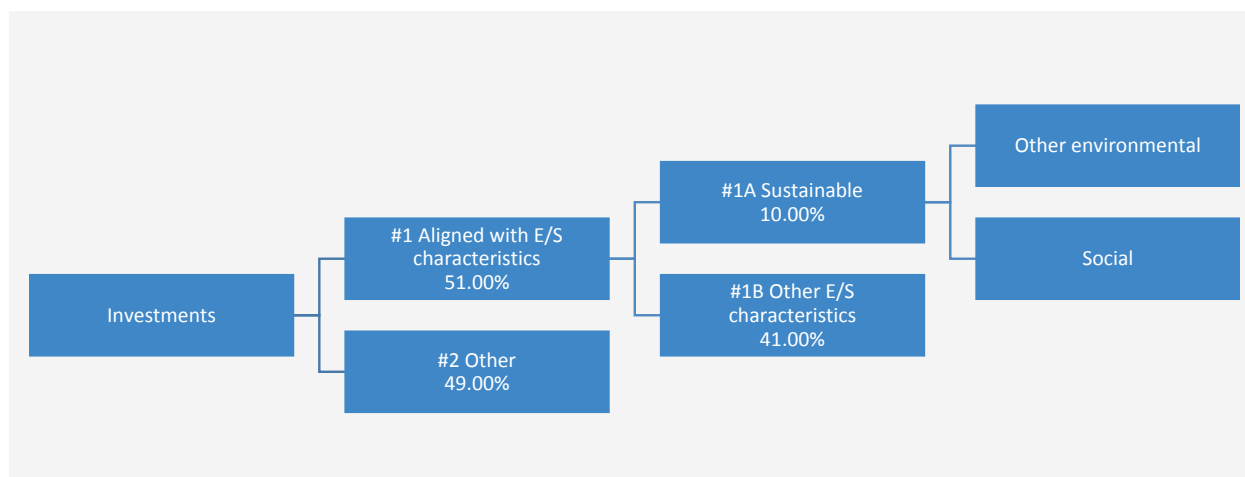 Investments
#1 Aligned with E/S
characteristics
51.00%
#2 Other
49.00%
#1A Sustainable
10.00%
#1B Other E/S
characteristics
41.00%
Other environmental
Social